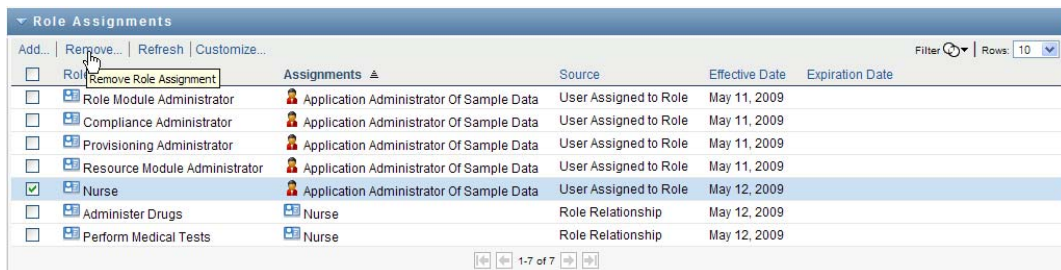 Role Assignments
Add... | Remove... | Refresh | Customize... Filter Rows: 10
Remove Role Assignment
Assignments Source Effective Date Expiration Date
Role Module Administrator Application Administrator Of Sample Data User Assigned to Role May 11, 2009
Compliance Administrator Application Administrator Of Sample Data User Assigned to Role May 11, 2009
Provisioning Administrator Application Administrator Of Sample Data User Assigned to Role May 11, 2009
Resource Module Administrator Application Administrator Of Sample Data User Assigned to Role May 11, 2009
Nurse Application Administrator Of Sample Data User Assigned to Role May 12, 2009
Administer Drugs Nurse Role Relationship May 12, 2009
Perform Medical Tests Nurse Role Relationship May 12, 2009
1-7 of 7